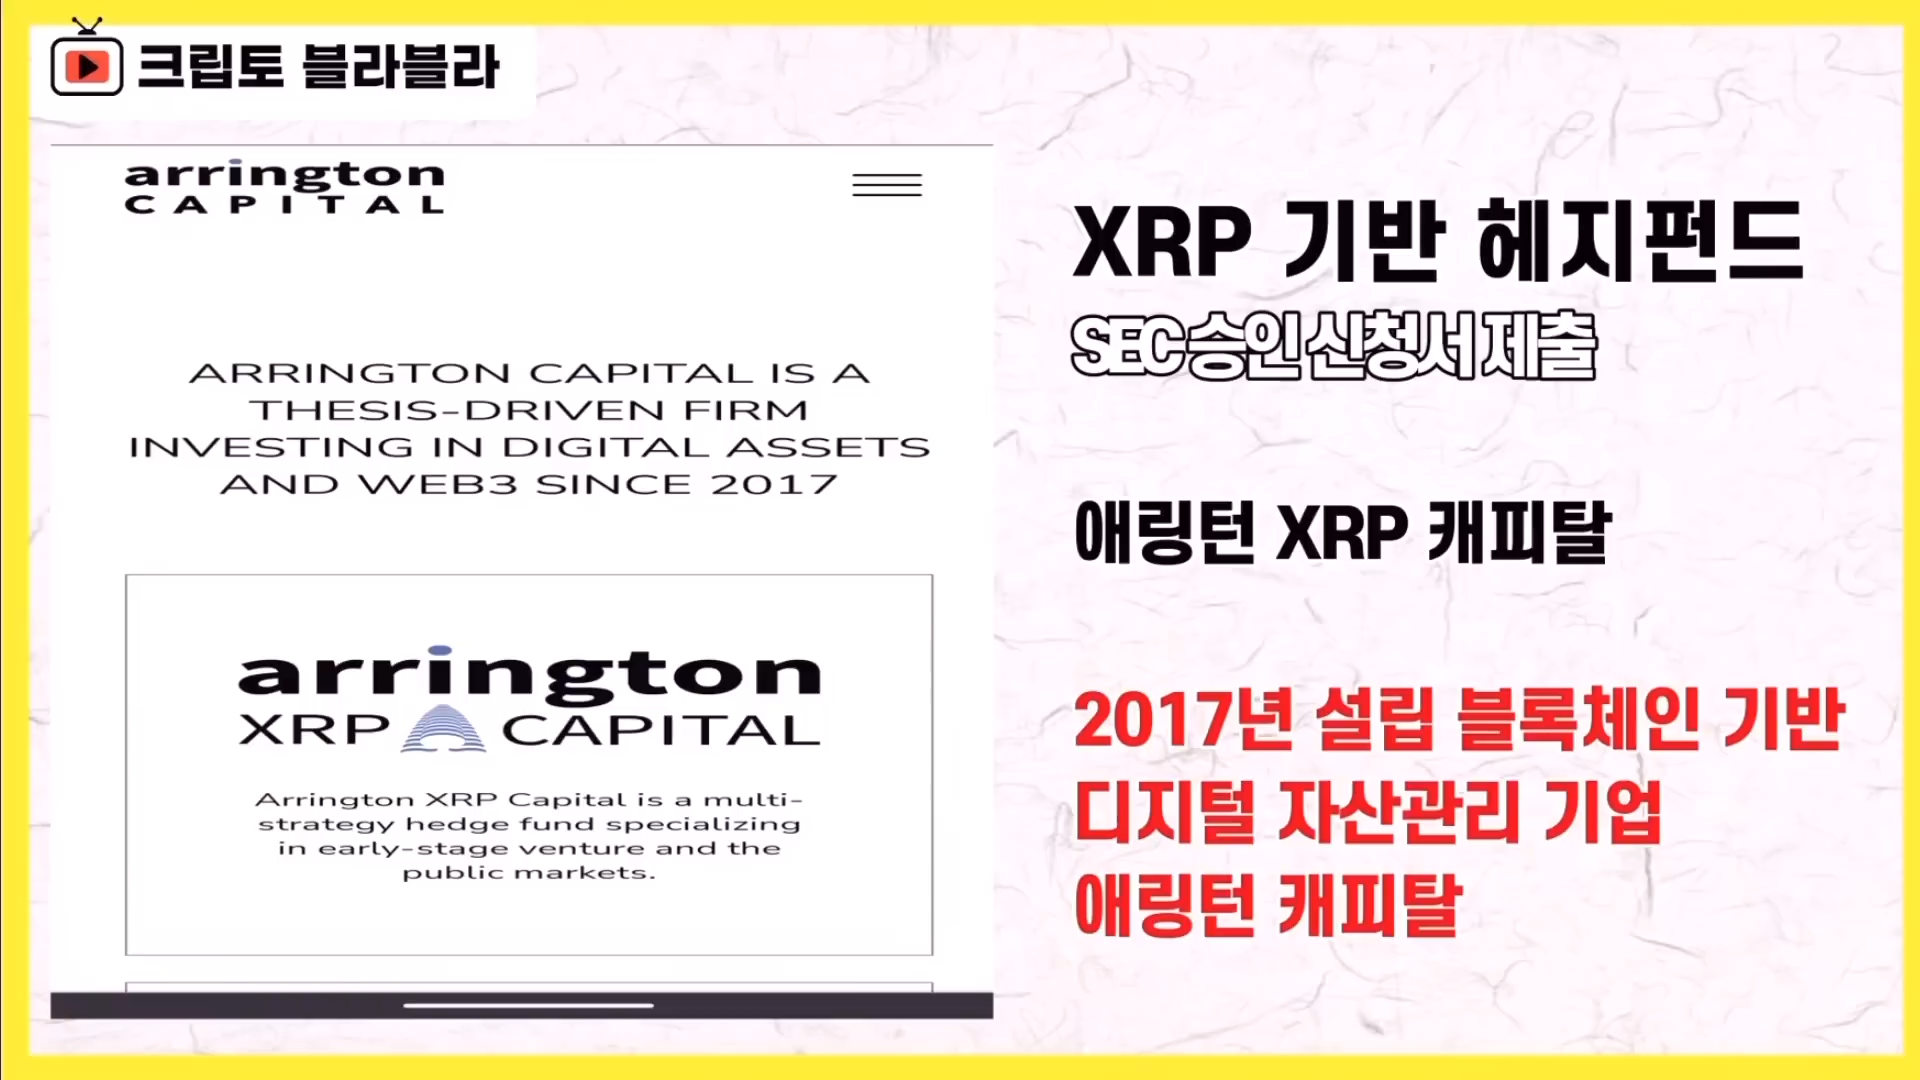 크립토 블라블라
arrington
CAPITAL
ARRINGTON CAPITAL IS A
THESIS-DRIVEN FIRM
INVESTING IN DIGITAL ASSETS
AND WEB3 SINCE 2017
arrington
XRP CAPITAL
Arrington XRP Capital is a multi-
strategy hedge fund specializing
in early-stage venture and the
public markets.
XRP 기반 헤지펀드
SEC 승인 신청서 제출
애링턴 XRP 캐피탈
2017년 설립 블록체인 기반
디지털 자산관리 기업
애링턴 캐피탈